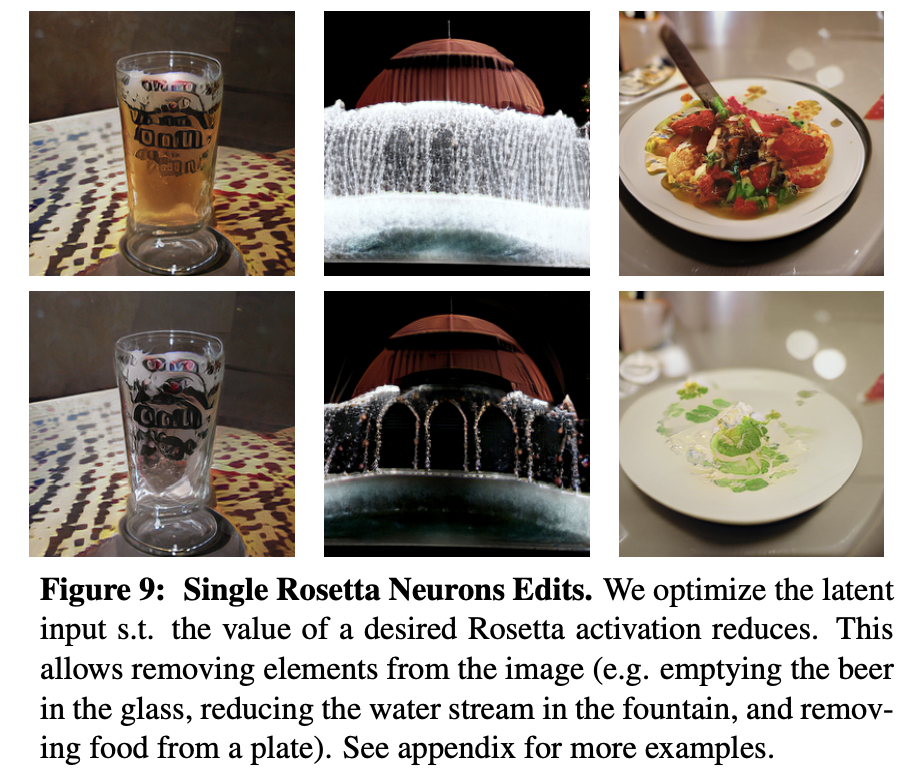 Figure 9: Single Rosetta Neurons Edits. We optimize the latent
input s.t. the value of a desired Rosetta activation reduces. This
allows removing elements from the image (e.g. emptying the beer
in the glass, reducing the water stream in the fountain, and remov-
ing food from a plate). See appendix for more examples.